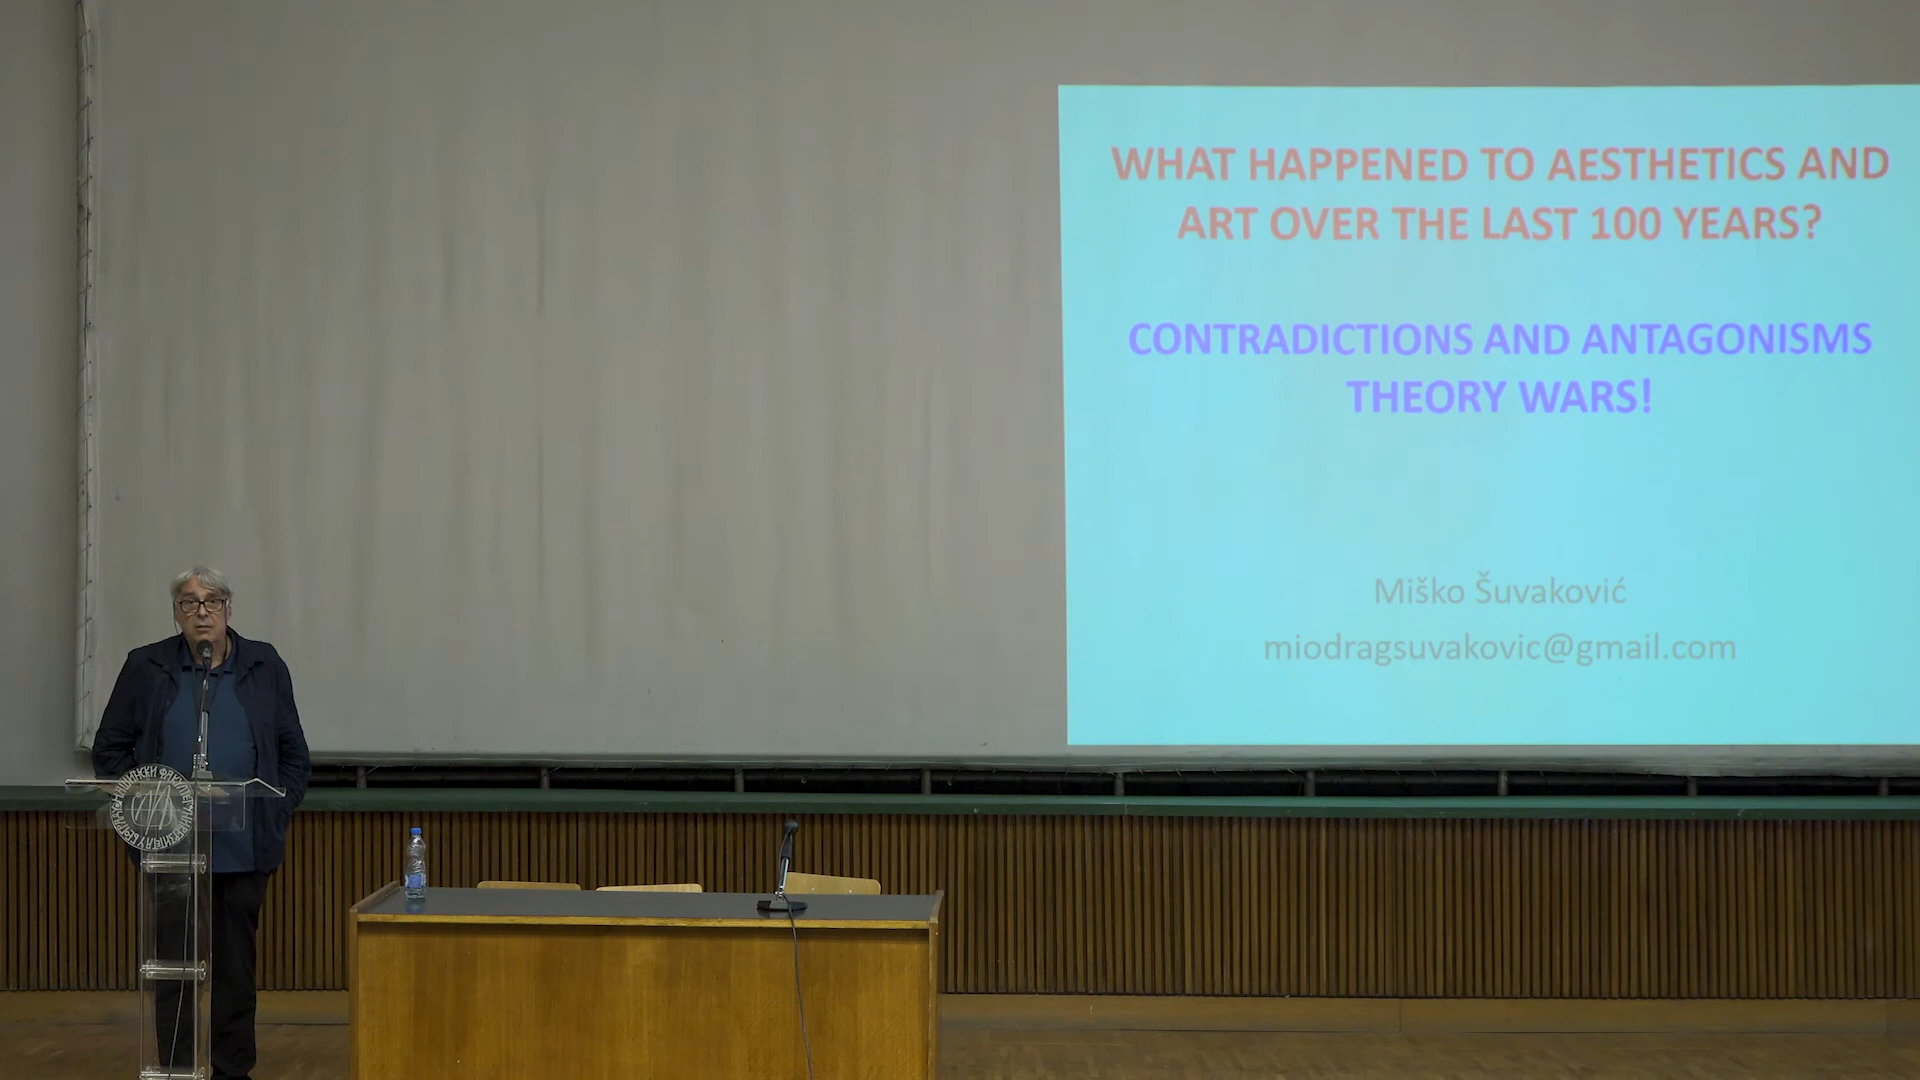 WHAT HAPPENED TO AESTHETICS AND
ART OVER THE LAST 100 YEARS?
CONTRADICTIONS AND ANTAGONISMS
THEORY WARS!
Miško Šuvaković
miodragsuvakovic@gmail.com